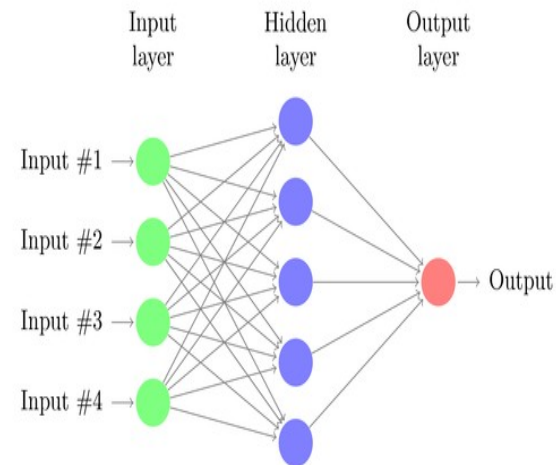 Input
layer
Hidden
layer
Output
layer
Input #1
Input #2
Input #3
Input #4
Output